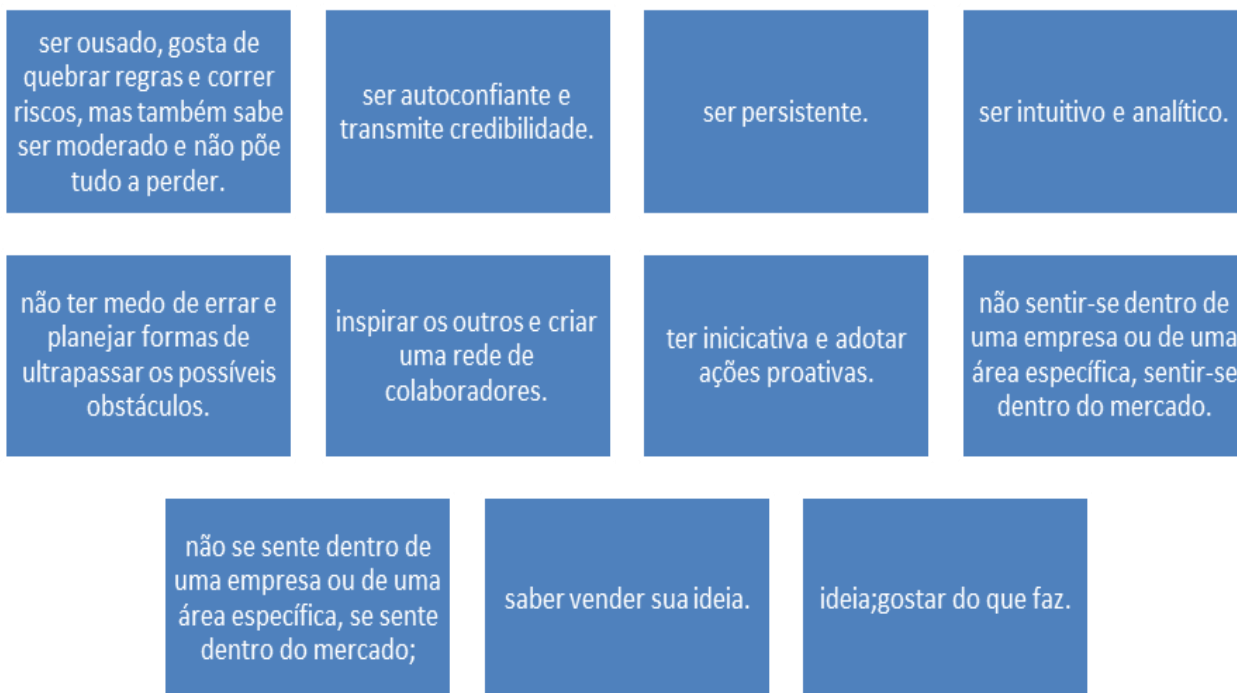 ser ousado, gosta de
quebrar regras e correr
riscos, mas também sabe
ser moderado e não põe
tudo a perder.
ser autoconfiante e
transmite credibilidade.
ser persistente.
ser intuitivo e analítico.
não ter medo de errar e
planejar formas de
ultrapassar os possíveis
obstáculos.
inspirar os outros e criar
uma rede de
colaboradores.
ter inicicativa e adotar
ações proativas.
não sentir-se dentro de
uma empresa ou de uma
área específica, sentir-se
dentro do mercado.
não se sente dentro de
uma empresa ou de uma
área específica, se sente
dentro do mercado;
saber vender sua ideia.
ideia;gostar do que faz.